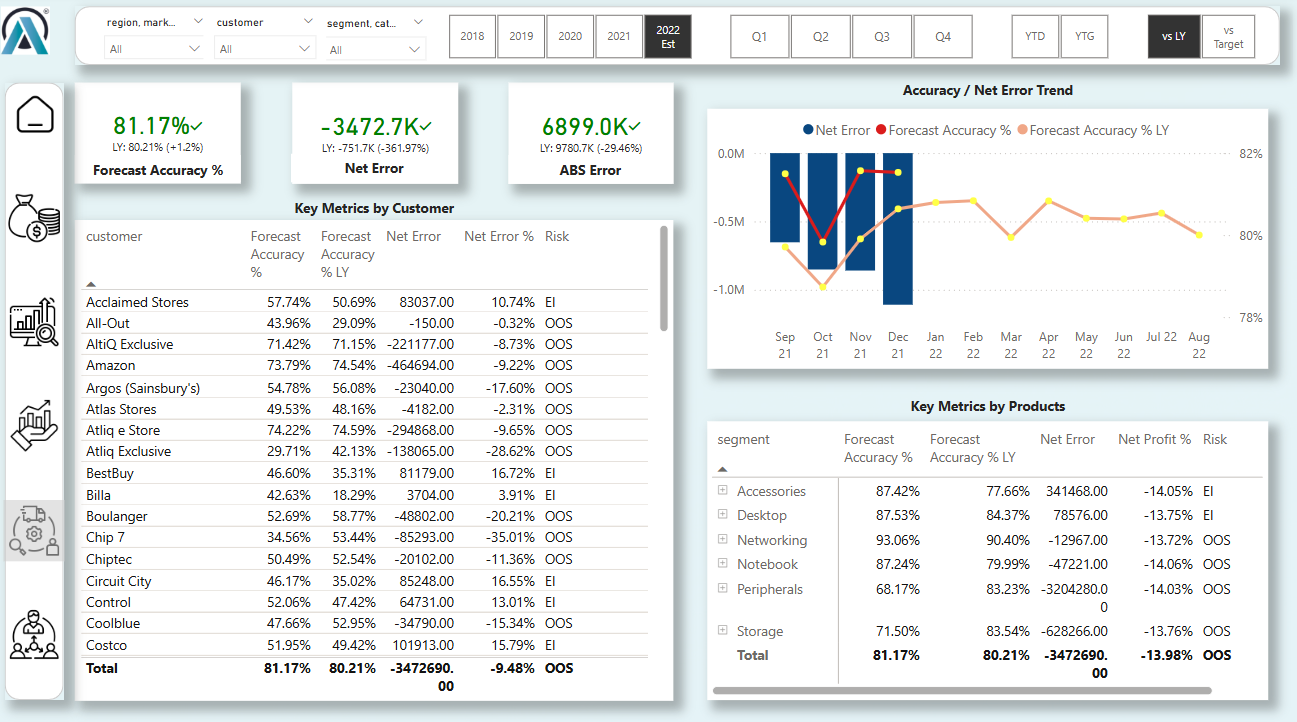 region, mark...
customer
segment, cat...
All
All
All
2018
2019
2020
2021
2022
Est
Q1
Q2
Q3
Q4
YTD
YTG
vs LY
vs
Target
81.17%
LY: 80.21% (+1.2%)
Forecast Accuracy %
-3472.7K
LY: -751.7K (-361.97%)
Net Error
6899.0K
LY: 9780.7K (-29.46%)
ABS Error
Accuracy / Net Error Trend
Net Error Forecast Accuracy % Forecast Accuracy % LY
0.0M
-0.5M
-1.0M
82%
80%
78%
Sep
21
Oct
21
Nov
21
Dec
21
Jan
22
Feb
22
Mar
22
Apr
22
May
22
Jun
22
Jul 22
Aug
22
Key Metrics by Customer
customer
Forecast
Accuracy
%
Forecast
Accuracy
% LY
Net Error
Net Error %
Risk
Acclaimed Stores 57.74% 50.69% 83037.00 10.74% EI
All-Out 43.96% 29.09% -150.00 -0.32% OOS
AltiQ Exclusive 71.42% 71.15% -221177.00 -8.73% OOS
Amazon 73.79% 74.54% -464694.00 -9.22% OOS
Argos (Sainsbury's) 54.78% 56.08% -23040.00 -17.60% OOS
Atlas Stores 49.53% 48.16% -4182.00 -2.31% OOS
Atliq e Store 74.22% 74.59% -294868.00 -9.65% OOS
Atliq Exclusive 29.71% 42.13% -138065.00 -28.62% OOS
BestBuy 46.60% 35.31% 81179.00 16.72% EI
Billa 42.63% 18.29% 3704.00 3.91% EI
Boulanger 52.69% 58.77% -48802.00 -20.21% OOS
Chip 7 34.56% 53.44% -85293.00 -35.01% OOS
Chiptec 50.49% 52.54% -20102.00 -11.36% OOS
Circuit City 46.17% 35.02% 85248.00 16.55% EI
Control 52.06% 47.42% 64731.00 13.01% EI
Coolblue 47.66% 52.95% -34790.00 -15.34% OOS
Costco 51.95% 49.42% 101913.00 15.79% EI
Total 81.17% 80.21% -3472690. -9.48% OOS
00
Key Metrics by Products
segment
Forecast
Accuracy %
Forecast
Accuracy % LY
Net Error
Net Profit %
Risk
Accessories 87.42% 77.66% 341468.00 -14.05% EI
Desktop 87.53% 84.37% 78576.00 -13.75% EI
Networking 93.06% 90.40% -12967.00 -13.72% OOS
Notebook 87.24% 79.99% -47221.00 -14.06% OOS
Peripherals 68.17% 83.23% -3204280.0 -14.03% OOS
0
Storage 71.50% 83.54% -628266.00 -13.76% OOS
Total 81.17% 80.21% -3472690. -13.98% OOS
00